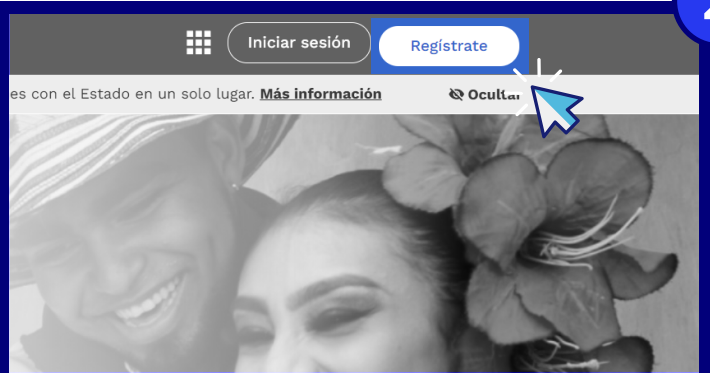 Iniciar sesión
Regístrate
es con el Estado en un solo lugar. Más información
Ocultar